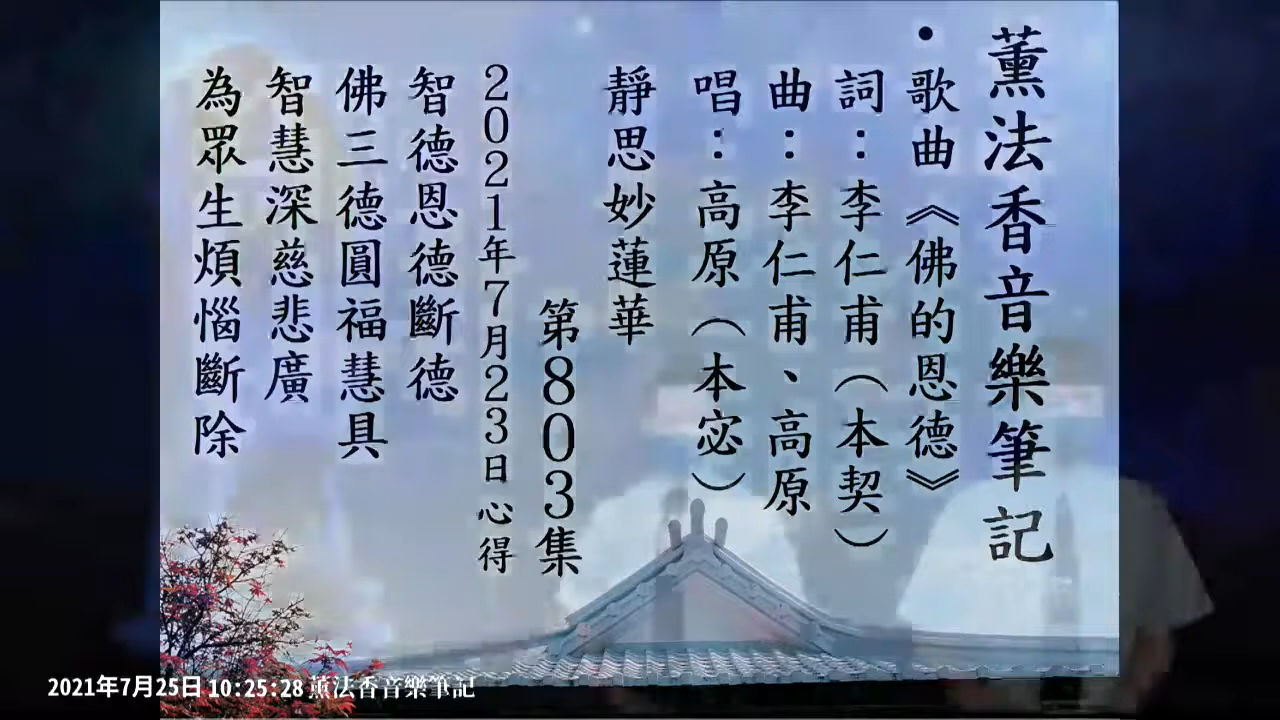 薰法香音樂筆記
•歌曲《佛的恩德》
詞：李仁甫（本契）
曲：李仁甫、高原
唱：高原（本宓）
靜思妙蓮華
第803集
2021年7月23日心得
智德恩德斷德
佛三德圓福慧具
智慧深慈悲廣
為眾生煩惱斷除
2021年7月25日 10:25:28 薰法香音樂筆記